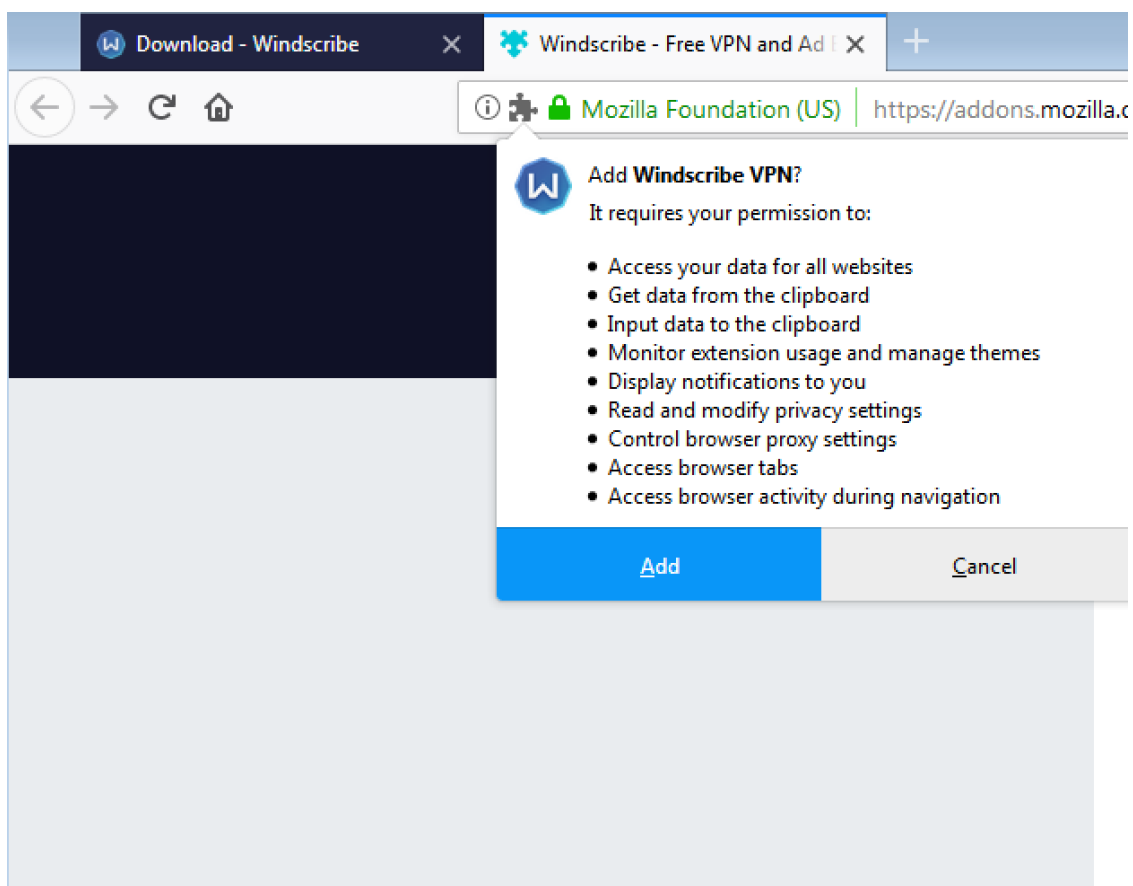 Download - Windscribe
Windscribe - Free VPN and Ad
Mozilla Foundation (US) https://addons.mozilla.
Add Windscribe VPN?
It requires your permission to:
• Access your data for all websites
• Get data from the clipboard
• Input data to the clipboard
• Monitor extension usage and manage themes
• Display notifications to you
• Read and modify privacy settings
• Control browser proxy settings
• Access browser tabs
• Access browser activity during navigation
Add
Cancel